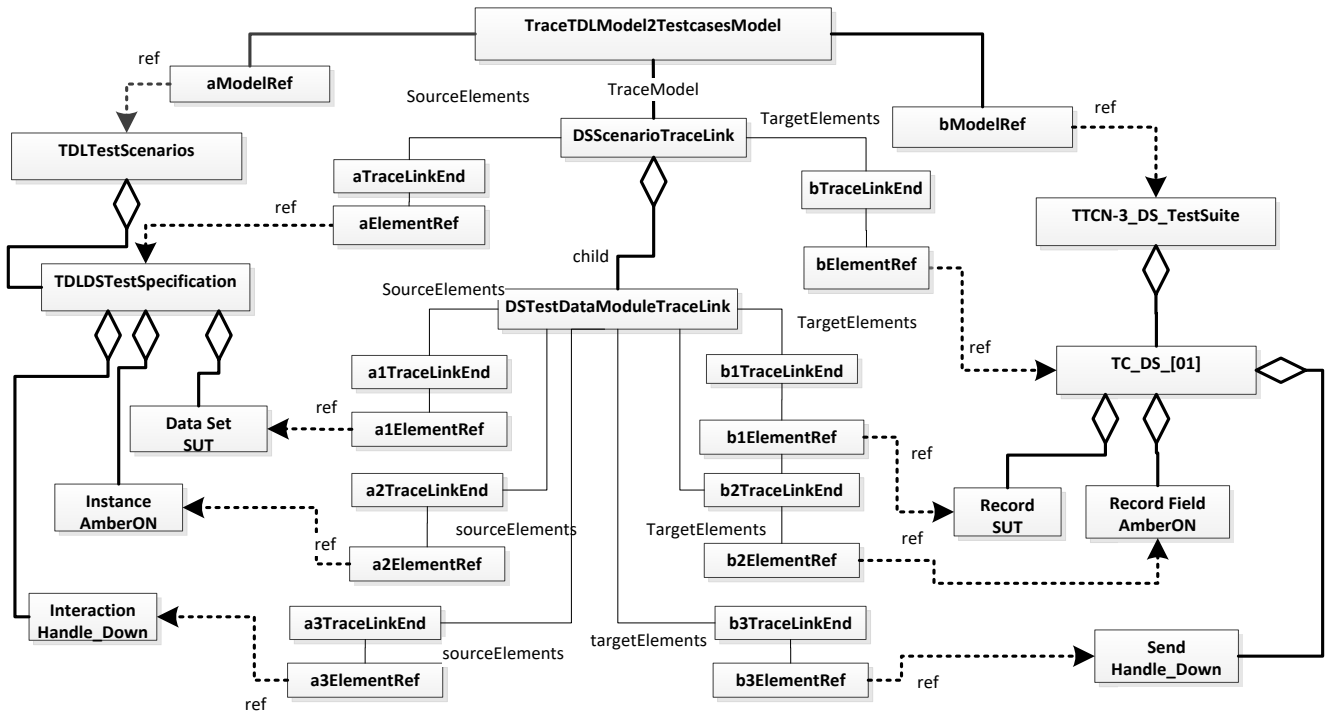 TraceTDLModel2TestcasesModel
ref
aModelRef
SourceElements
TraceModel
TargetElements
bModelRef
ref
TDLTestScenarios
DSScenarioTraceLink
aTraceLinkEnd
bTraceLinkEnd
ref
aElementRef
TTCN-3_DS_TestSuite
child
bElementRef
TDLDSTestSpecification
SourceElements
DSTestDataModuleTraceLink
TargetElements
ref
a1TraceLinkEnd
b1TraceLinkEnd
TC_DS_[01]
ref
Data Set
SUT
a1ElementRef
b1ElementRef
ref
a2TraceLinkEnd
b2TraceLinkEnd
Instance
AmberON
Record
SUT
Record Field
AmberON
sourceElements
TargetElements
ref
ref
a2ElementRef
b2ElementRef
Interaction
Handle_Down
a3TraceLinkEnd
b3TraceLinkEnd
targetElements
sourceElements
Send
Handle_Down
a3ElementRef
b3ElementRef
ref
ref